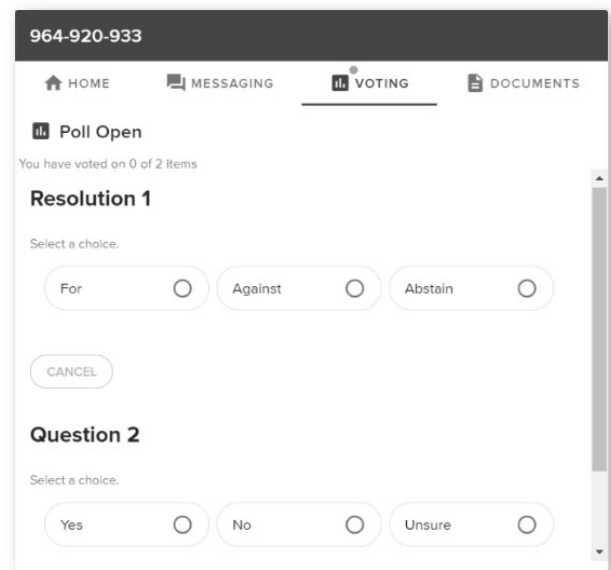 964-920-933
HOME MESSAGING VOTING DOCUMENTS
Poll Open
You have voted on 0 of 2 items
Resolution 1
Select a choice.
For Against Abstain
CANCEL
Question 2
Select a choice.
Yes No Unsure